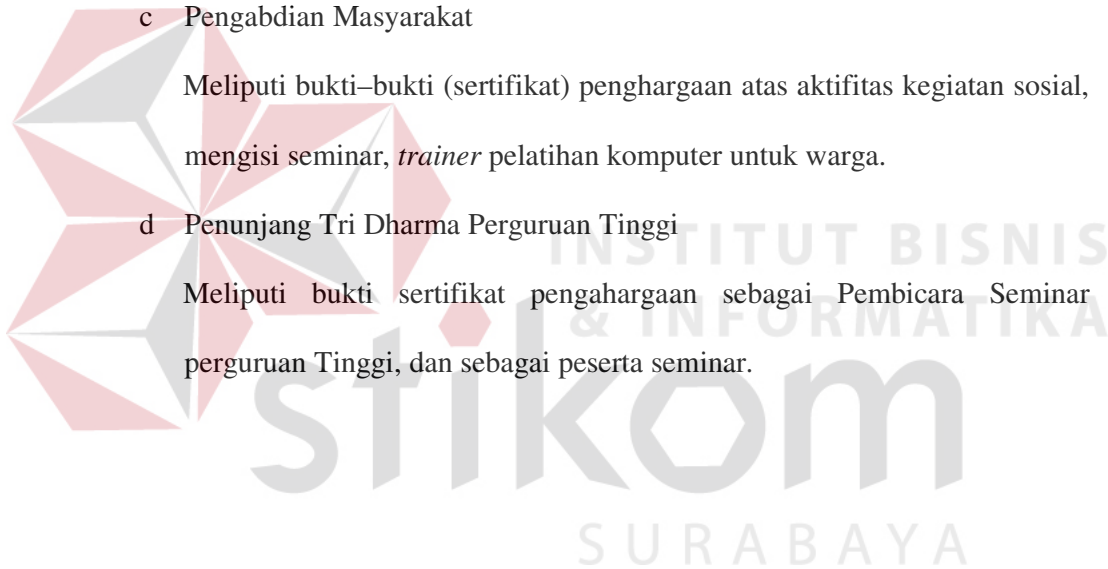 c Pengabdian Masyarakat
Meliputi bukti–bukti (sertifikat) penghargaan atas aktifitas kegiatan sosial,
mengisi seminar, trainer pelatihan komputer untuk warga.
d Penunjang Tri Dharma Perguruan Tinggi
INSTITUT BISNIS
Meliputi bukti sertifikat pengahargaan sebagai Pembicara Seminar
& INFORMATIKA
perguruan Tinggi, dan sebagai peserta seminar.
stikom
SURABAYA